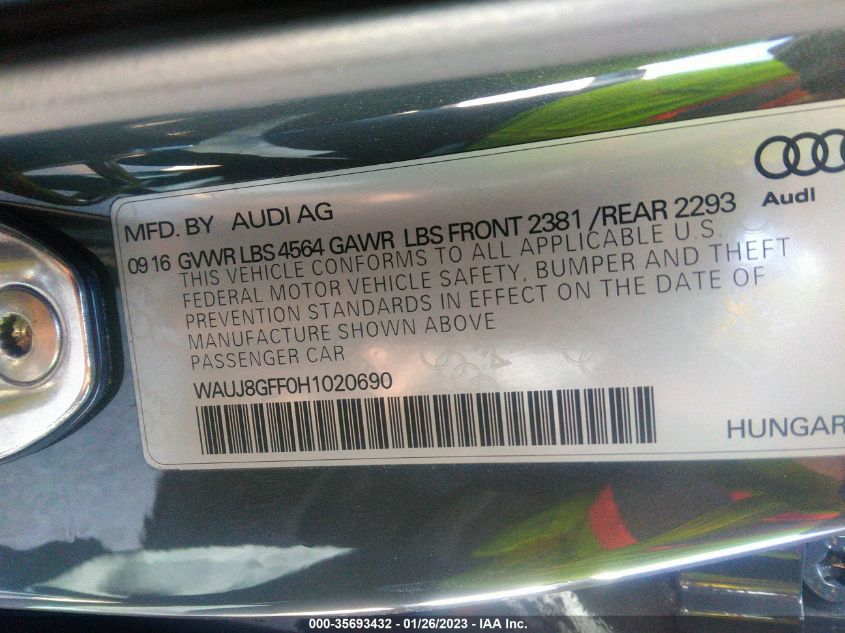 MFD. BY AUDI AG
09 16 GVWR LBS 4564 GAWR LBS FRONT 2381 /REAR 2293
THIS VEHICLE CONFORMS TO ALL APPLICABLE U.S.
FEDERAL MOTOR VEHICLE SAFETY, BUMPER AND THEFT
PREVENTION STANDARDS IN EFFECT ON THE DATE OF
MANUFACTURE SHOWN ABOVE
PASSENGER CAR
WAUJ8GFF0H1020690
Audi
HUNGAR
000-35693432 - 01/26/2023 - IAA Inc.